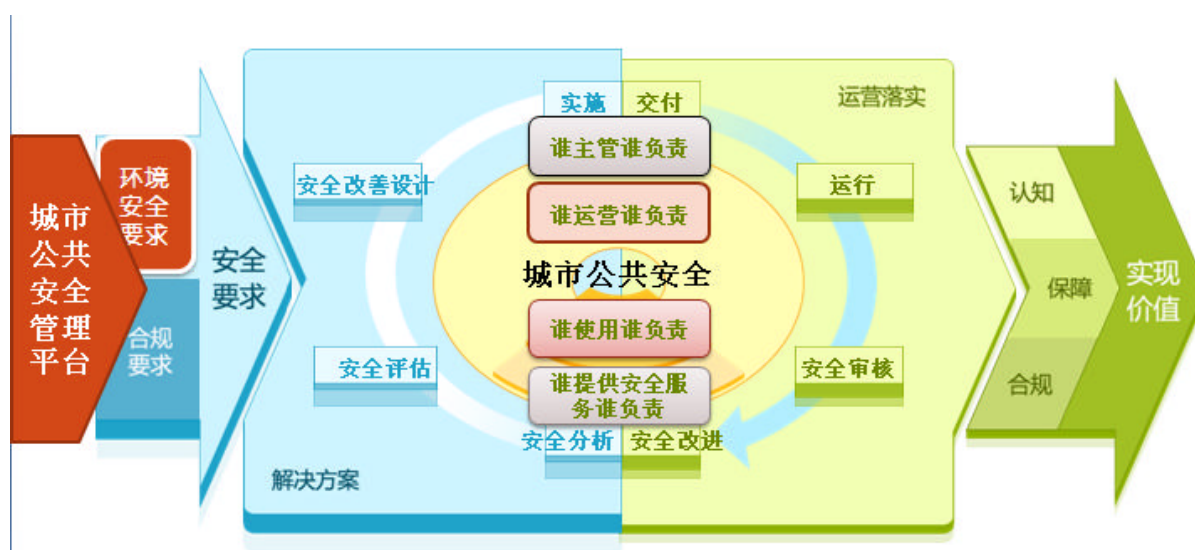 城市
公共
安全
管理
平台
环境
安全
要求
合规
要求
安全
要求
实施
交付
运营落实
谁主管谁负责
安全改善设计
运行
谁运营谁负责
城市公共安全
谁使用谁负责
安全评估
安全审核
谁提供安全服
务谁负责
安全分析
安全改进
解决方案
认知
保障
合规
实现
价值